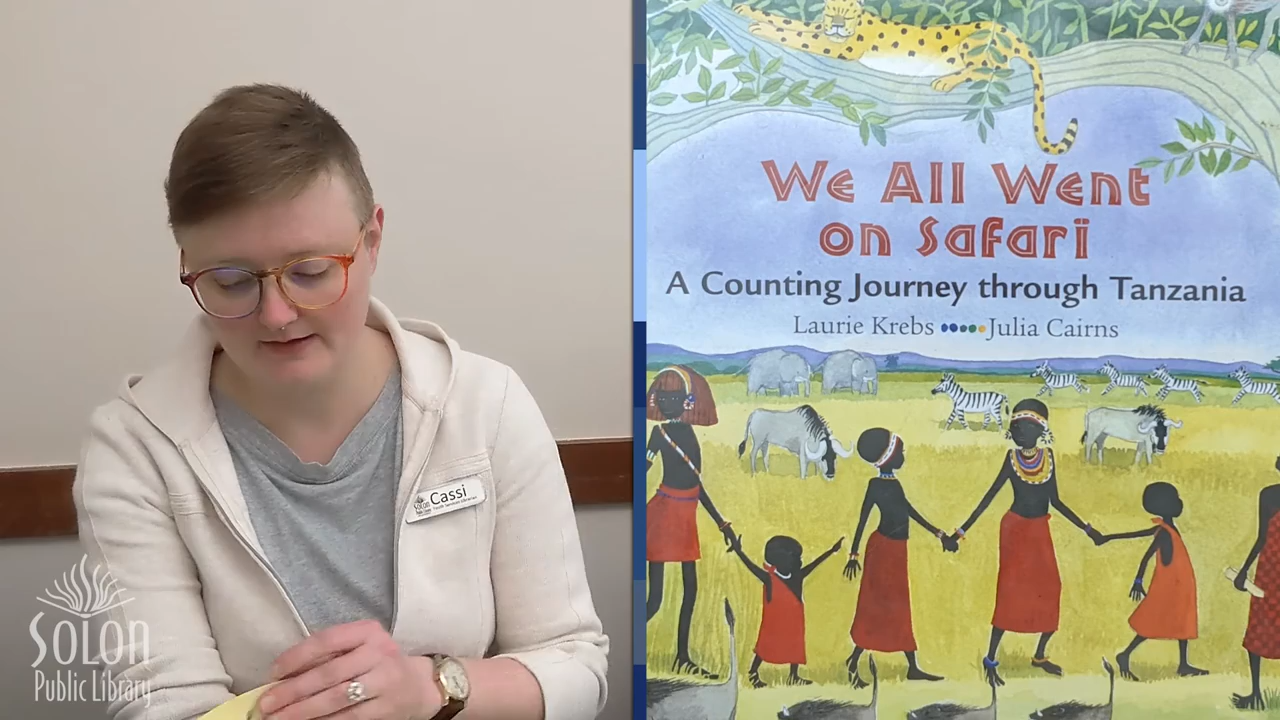 Cassi
SOLON
Public Library
We All Went
on Safari
A Counting Journey through Tanzania
Laurie Krebs Julia Cairns